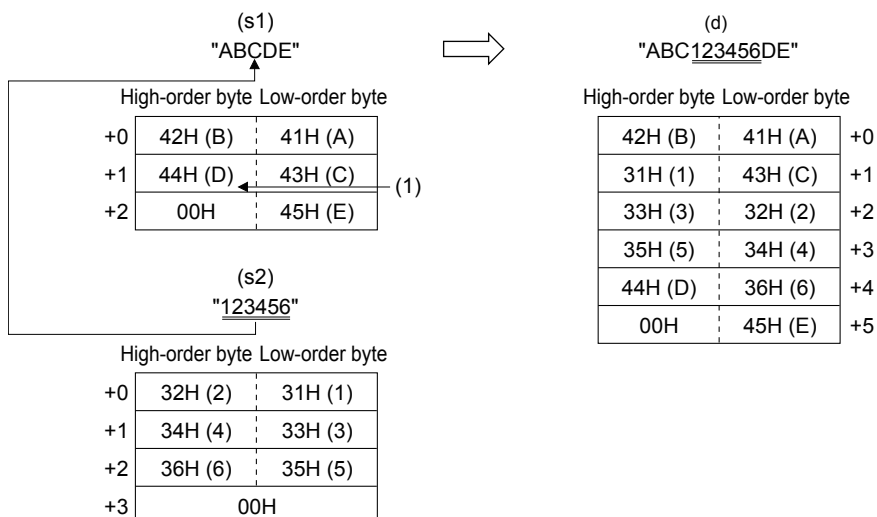 (s1)
"ABCDE"
High-order byte Low-order byte
+0 42H (B) 41H (A)
+1 44H (D) 43H (C)
(1)
+2 00H 45H (E)
(s2)
"123456"
High-order byte Low-order byte
+0 32H (2) 31H (1)
+1 34H (4) 33H (3)
+2 36H (6) 35H (5)
+3 00H
(d)
"ABC123456DE"
High-order byte Low-order byte
42H (B) 41H (A) +0
31H (1) 43H (C) +1
33H (3) 32H (2) +2
35H (5) 34H (4) +3
44H (D) 36H (6) +4
00H 45H (E) +5